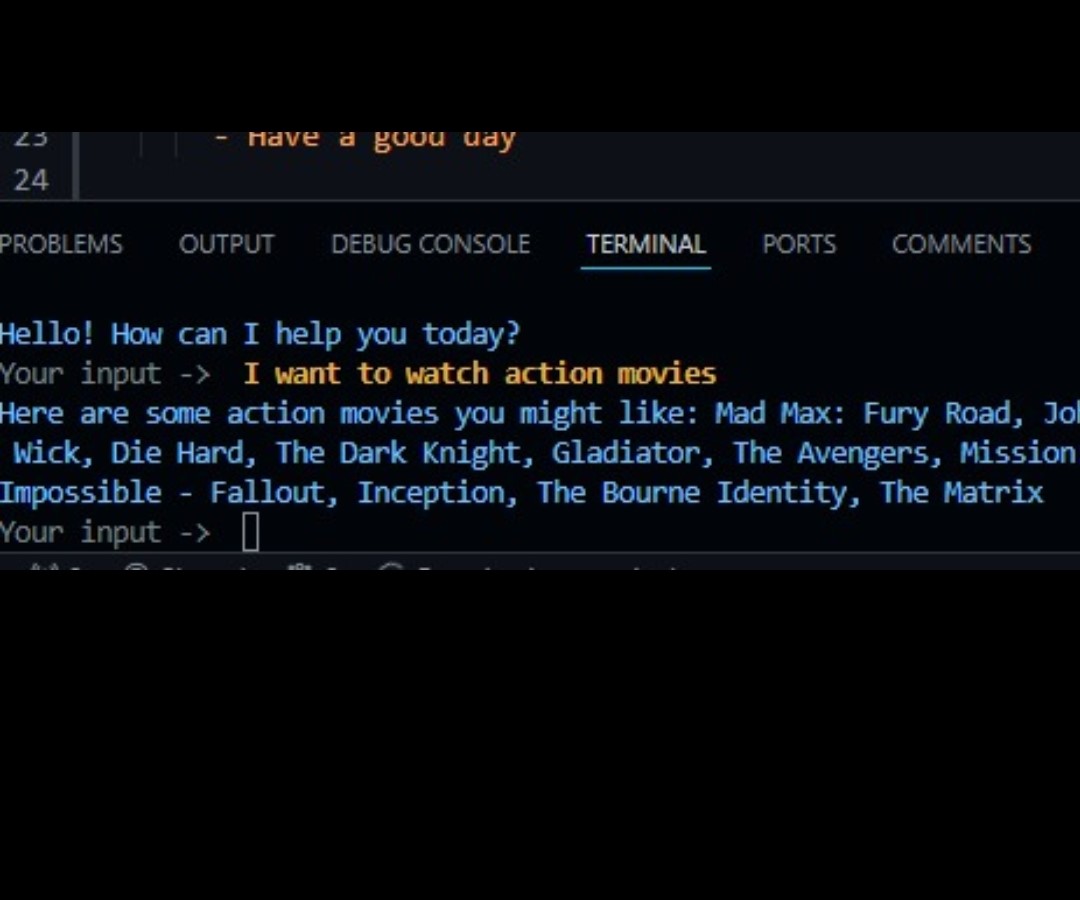 23 - Have a good day
24
PROBLEMS OUTPUT DEBUG CONSOLE TERMINAL PORTS COMMENTS
Hello! How can I help you today?
Your input -> I want to watch action movies
Here are some action movies you might like: Mad Max: Fury Road,
Wick, Die Hard, The Dark Knight, Gladiator, The Avengers, Mission
Impossible - Fallout, Inception, The Bourne Identity, The Matrix
Your input ->